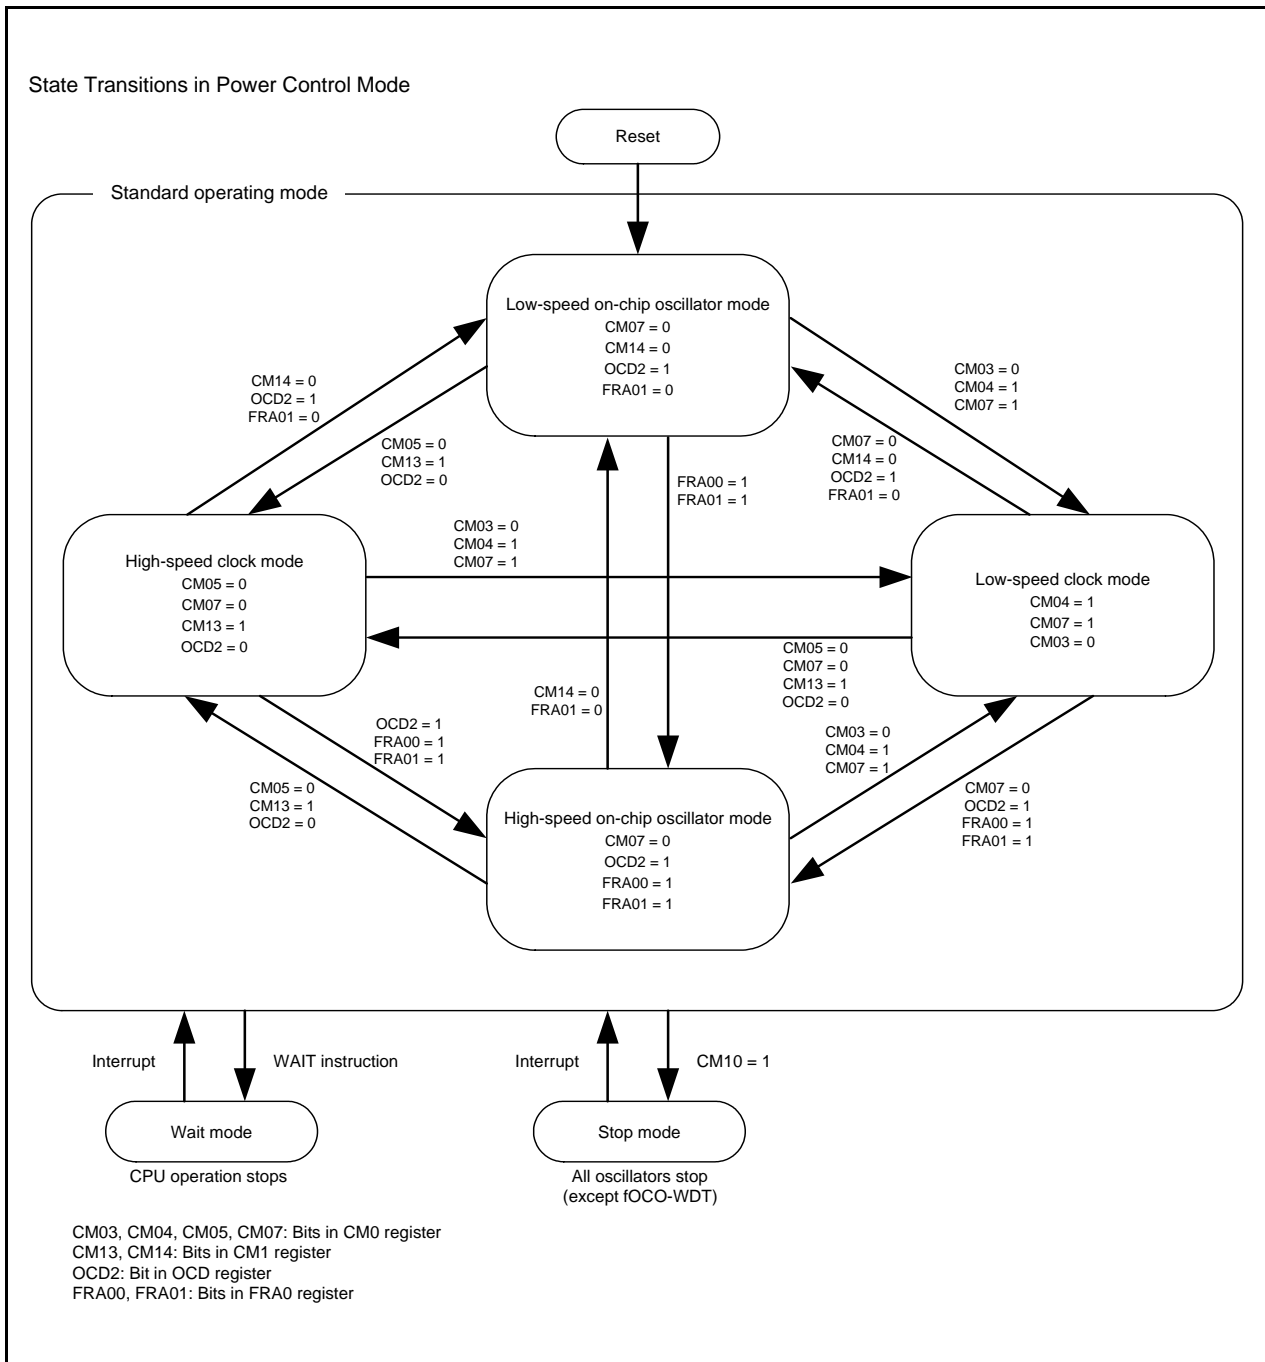 State Transitions in Power Control Mode
Reset
Standard operating mode
Low-speed on-chip oscillator mode
CM07 = 0
CM14 = 0
OCD2 = 1
FRA01 = 0
CM14 = 0
OCD2 = 1
FRA01 = 0
CM03 = 0
CM04 = 1
CM07 = 1
CM05 = 0
CM13 = 1
OCD2 = 0
CM07 = 0
CM14 = 0
OCD2 = 1
FRA01 = 0
FRA00 = 1
FRA01 = 1
CM03 = 0
CM04 = 1
CM07 = 1
High-speed clock mode
CM05 = 0
CM07 = 0
CM13 = 1
OCD2 = 0
Low-speed clock mode
CM04 = 1
CM07 = 1
CM03 = 0
CM05 = 0
CM07 = 0
CM13 = 1
OCD2 = 0
CM14 = 0
FRA01 = 0
OCD2 = 1
FRA00 = 1
FRA01 = 1
CM03 = 0
CM04 = 1
CM07 = 1
CM05 = 0
CM13 = 1
OCD2 = 0
CM07 = 0
OCD2 = 1
FRA00 = 1
FRA01 = 1
High-speed on-chip oscillator mode
CM07 = 0
OCD2 = 1
FRA00 = 1
FRA01 = 1
Interrupt
WAIT instruction
Interrupt
CM10 = 1
Wait mode
CPU operation stops
Stop mode
All oscillators stop
(except fOCO-WDT)
CM03, CM04, CM05, CM07: Bits in CM0 register
CM13, CM14: Bits in CM1 register
OCD2: Bit in OCD register
FRA00, FRA01: Bits in FRA0 register